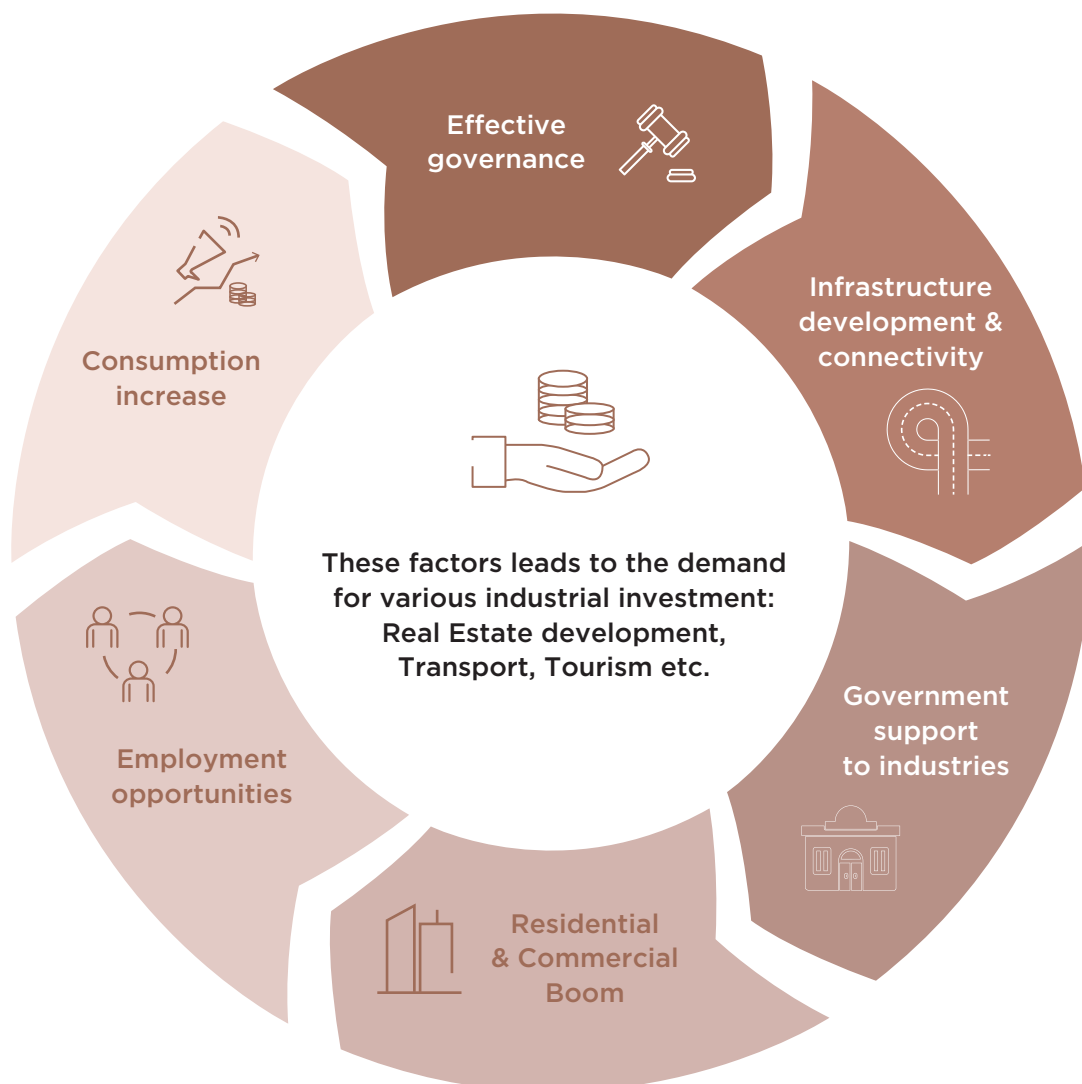 Effective
governance
Infrastructure
development &
connectivity
Government
support
to industries
Residential
& Commercial
Boom
Employment
opportunities
Consumption
increase
These factors leads to the demand
for various industrial investment:
Real Estate development,
Transport, Tourism etc.